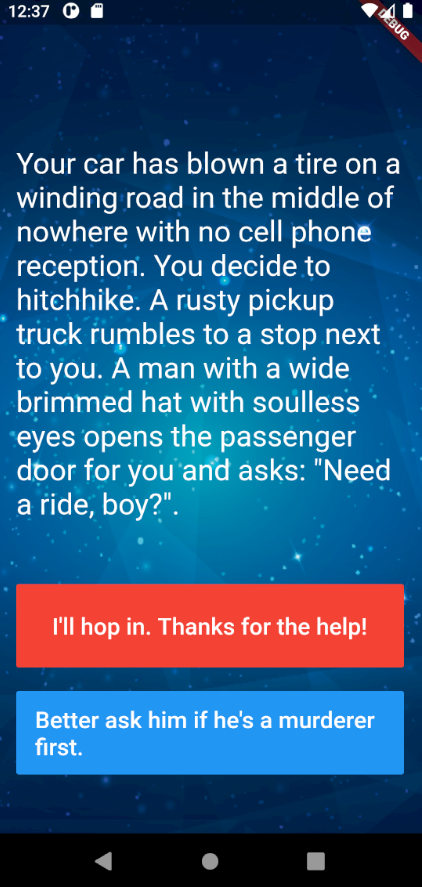 12:37
DEBUG
Your car has blown a tire on a
winding road in the middle of
nowhere with no cell phone
reception. You decide to
hitchhike. A rusty pickup
truck rumbles to a stop next
to you. A man with a wide
brimmed hat with soulless
eyes opens the passenger
door for you and asks: "Need
a ride, boy?".
I'll hop in. Thanks for the help!
Better ask him if he's a murderer
first.